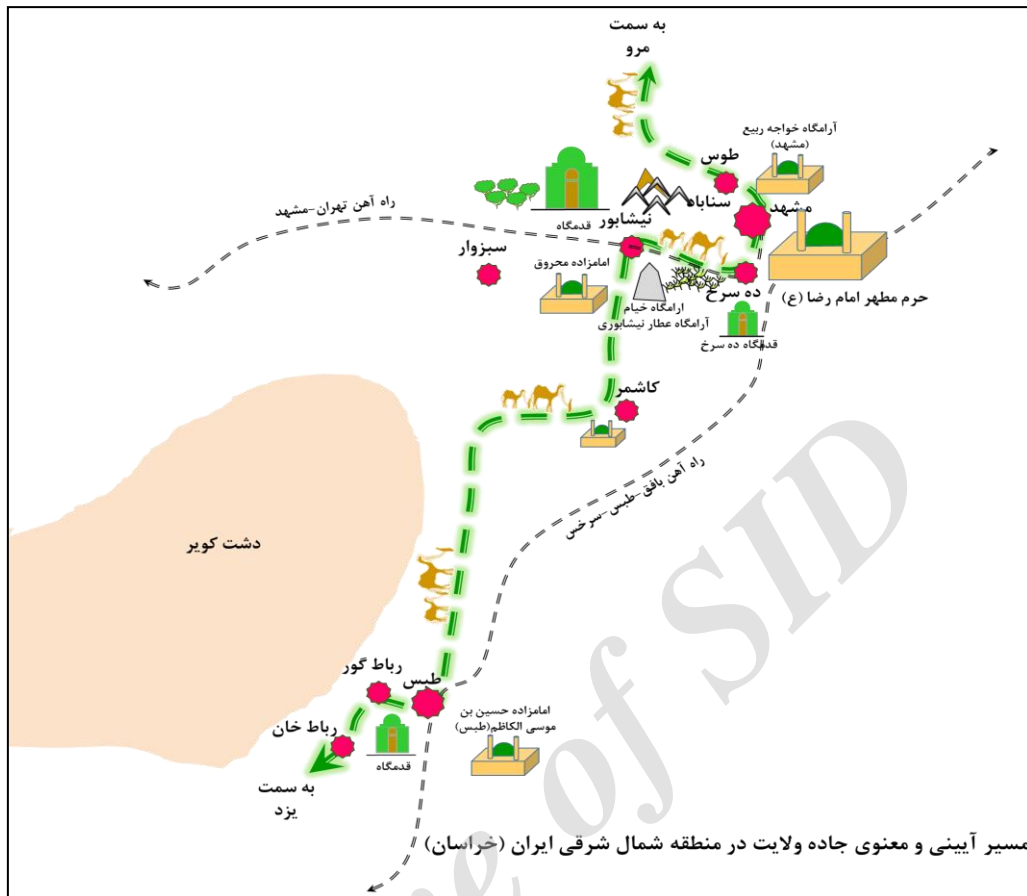 به سمت
مرو
آرامگاه خواجه ربیع
(مشهد)
طوس
سناباد
مشهد
نیشابور
قدمگاه
راه آهن تهران-مشهد
سبزوار
امامزاده محروق
ارامگاه خیام
آرامگاه عطار نیشابوری
ده سرخ
قدمگاه ده سرخ
حرم مطهر امام رضا (ع)
کاشمر
راه آهن بافق-طبس-سرخس
دشت کویر
رباط گور
طبس
رباط خان
قدمگاه
امامزاده حسین بن
موسی الکاظم(طبس)
به سمت
یزد
مسیر آیینی و معنوی جاده ولایت در منطقه شمال شرقی ایران (خراسان)
e of SID